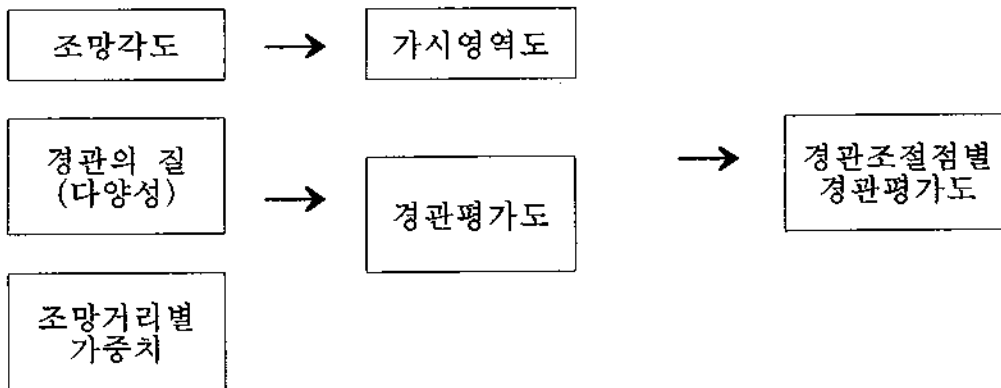 조망각도
가시영역도
경관의 질
(다양성)
경관평가도
경관조절점별
경관평가도
조망거리별
가중치